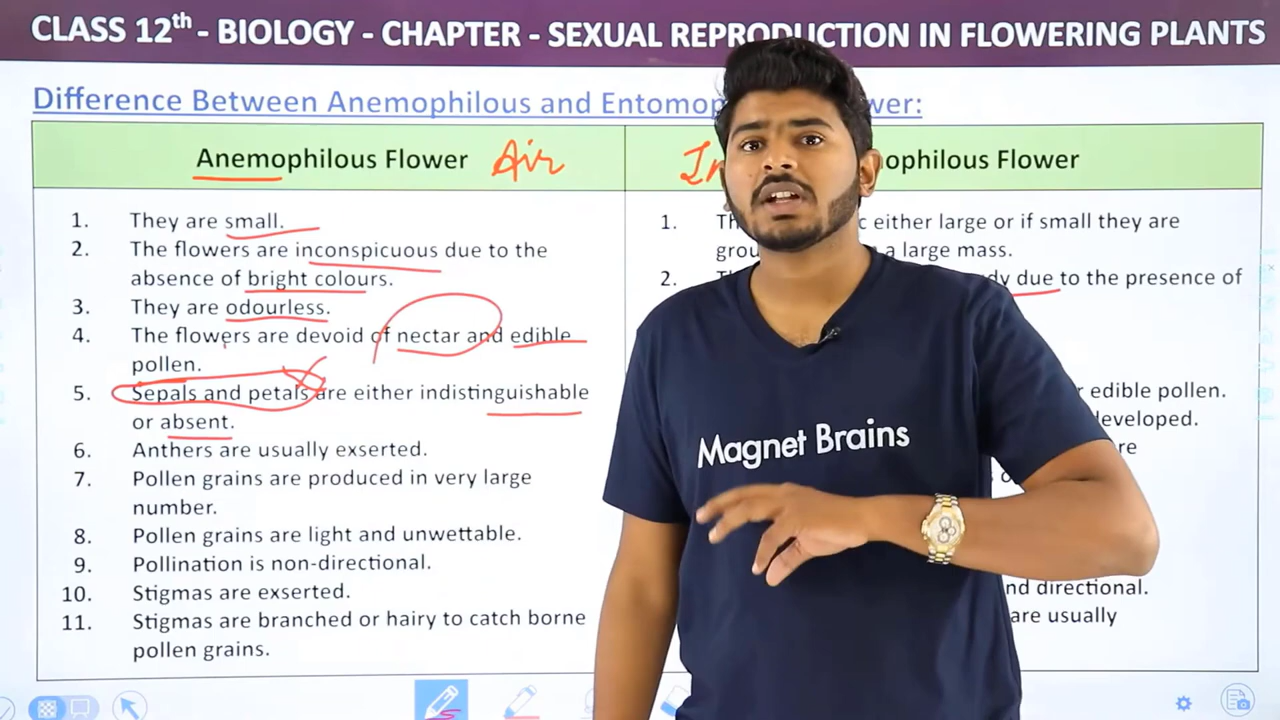 CLASS 12th - BIOLOGY - CHAPTER - SEXUAL REPRODUCTION IN FLOWERING PLANTS
Difference Between Anemophilous and
Anemophilous Flower Air
1. They are small.
2. The flowers are inconspicuous due to the
absence of bright colours.
3. They are odourless.
4. The flowers are devoid of nectar and edible
pollen.
5. Sepals and petals are either indistinguishable
or absent.
6. Anthers are usually exserted.
7. Pollen grains are produced in very large
number.
8. Pollen grains are light and unwettable.
9. Pollination is non-directional.
10. Stigmas are exserted.
11. Stigmas are branched or hairy to catch borne
pollen grains.
Flower
1. either large or if small they are
a large mass.
2. due to the presence of
edible pollen.
directional.
are usually
Magnet Brains